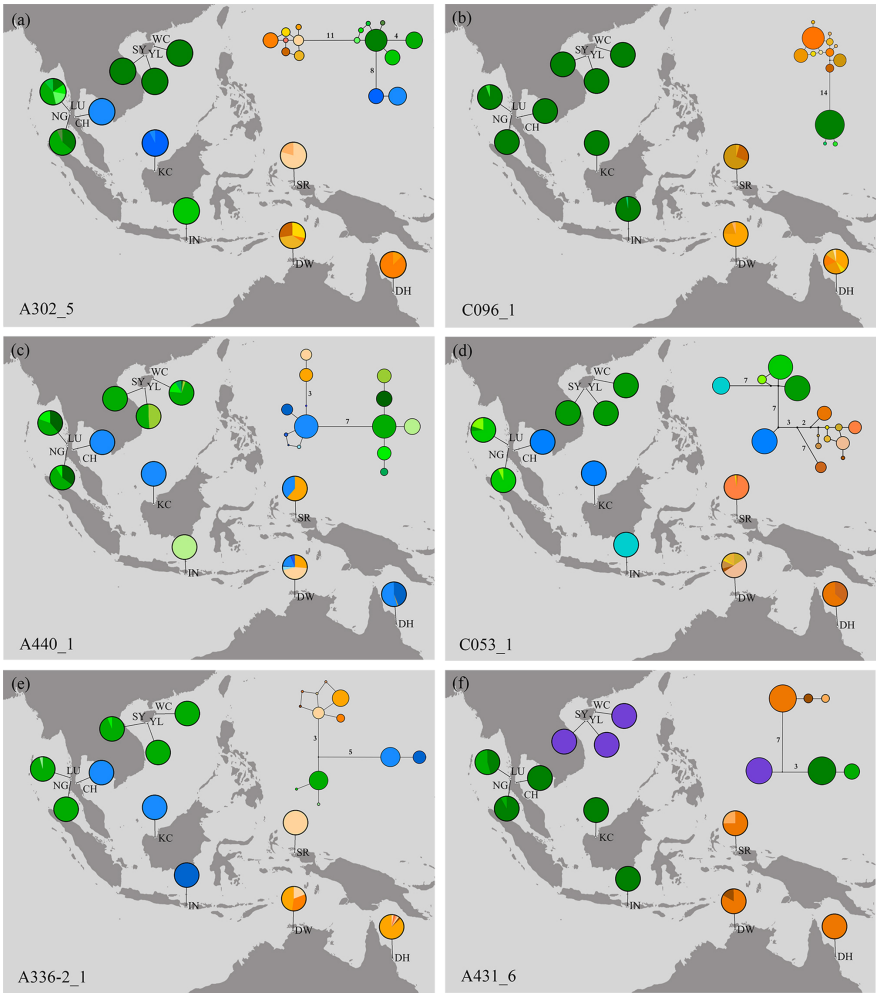 (a)
WC
SY
YL
11
4
8
LU
NG
CH
KC
SR
IN
DW
DH
A302_5
(b)
WC
SY
YL
14
LU
NG
CH
KC
SR
IN
DW
DH
C096_1
(c)
WC
SY
YL
3
7
LU
NG
CH
KC
SR
IN
DW
DH
A440_1
(d)
WC
SY
YL
7
7
3
2
7
LU
NG
CH
KC
SR
IN
DW
DH
C053_1
(e)
WC
SY
YL
3
5
LU
NG
CH
KC
SR
IN
DW
DH
A336-2_1
(f)
WC
SY
YL
7
3
LU
NG
CH
KC
SR
IN
DW
DH
A431_6